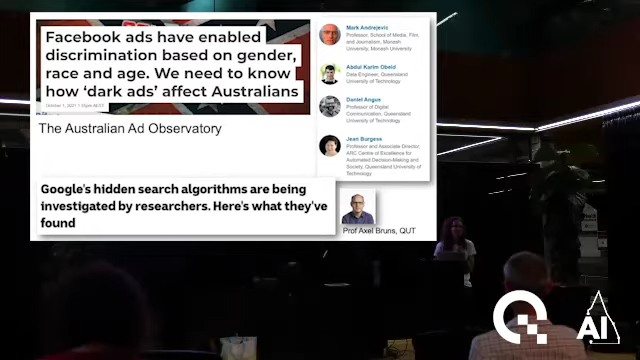 Facebook ads have enabled
discrimination based on gender,
race and age. We need to know
how ‘dark ads’ affect Australians
October 1, 2021 1.35pm AEST
The Australian Ad Observatory
Mark Andrejevic
Professor, School of Media, Film,
and Journalism, Monash
University, Monash University
Abdul Karim Obeid
Data Engineer, Queensland
University of Technology
Daniel Angus
Professor of Digital
Communication, Queensland
University of Technology
Jean Burgess
Professor and Associate Director,
ARC Centre of Excellence for
Automated Decision-Making and
Society, Queensland University of
Technology
Google's hidden search algorithms are being
investigated by researchers. Here's what they've
found
Prof Axel Bruns, QUT
AI